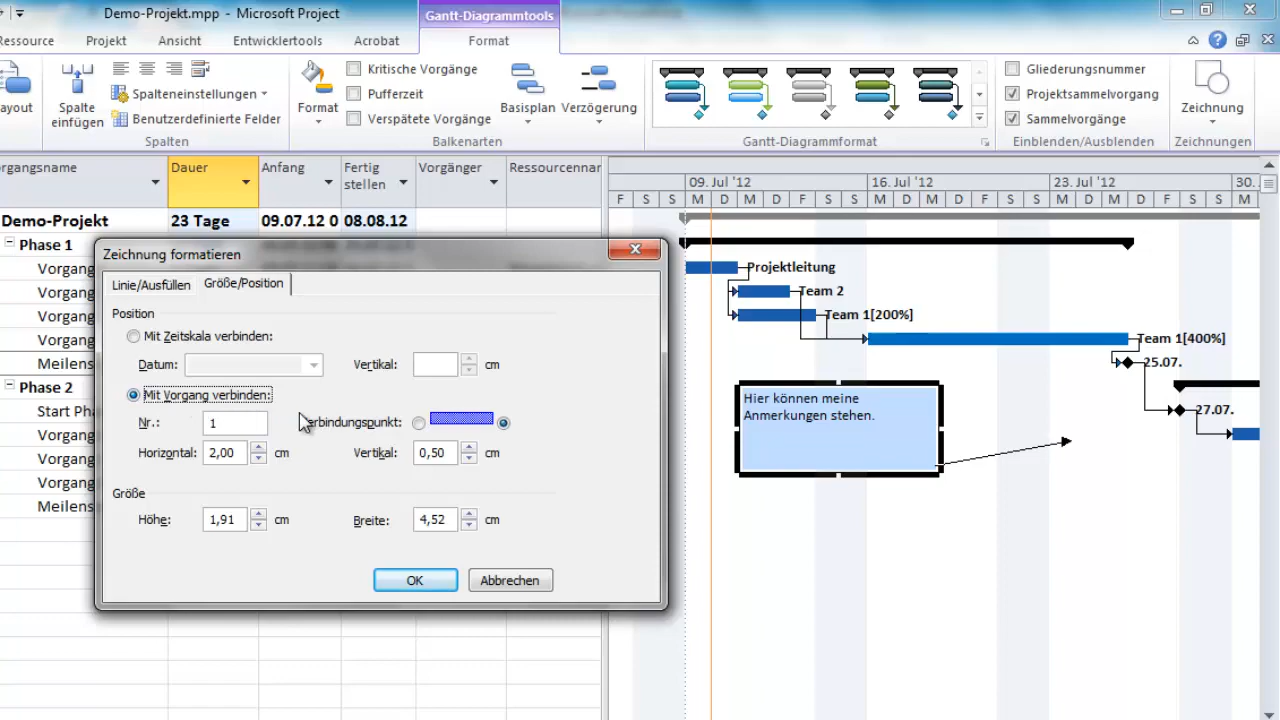 Demo-Projekt.mpp - Microsoft Project
Gantt-Diagrammtools
Ressource Projekt Ansicht Entwicklertools Acrobat Format
ayout
Spalte einfügen
Spalteneinstellungen
Benutzerdefinierte Felder
Spalten
Format
Kritische Vorgänge
Pufferzeit
Verspätete Vorgänge
Basisplan
Verzögerung
Balkenarten
Gantt-Diagrammformat
Gliederungsnummer
Projektsammelvorgang
Sammelvorgänge
Einblenden/Ausblenden
Zeichnung
Zeichnungen
organgsname Dauer Anfang Fertig stellen Vorgänger Ressourcennar
09. Jul '12 16. Jul '12 23. Jul '12 30.
F S S M D M D F S S M D M D F S S M D M D F S S M
Demo-Projekt 23 Tage 09.07.12 0 08.08.12
Phase 1
Vorgang
Vorgang
Vorgang
Vorgang
Meilens
Phase 2
Start Pha
Vorgang
Vorgang
Vorgang
Meilens
Zeichnung formatieren
Linie/Ausfüllen Größe/Position
Position
Mit Zeitskala verbinden:
Datum: Vertikal: cm
Mit Vorgang verbinden:
Nr.: 1 erbindungspunkt:
Horizontal: 2,00 cm Vertikal: 0,50 cm
Größe
Höhe: 1,91 cm Breite: 4,52 cm
OK Abbrechen
Projektleitung
Team 2
Team 1[200%]
Team 1[400%]
25.07.
27.07.
Hier können meine
Anmerkungen stehen.